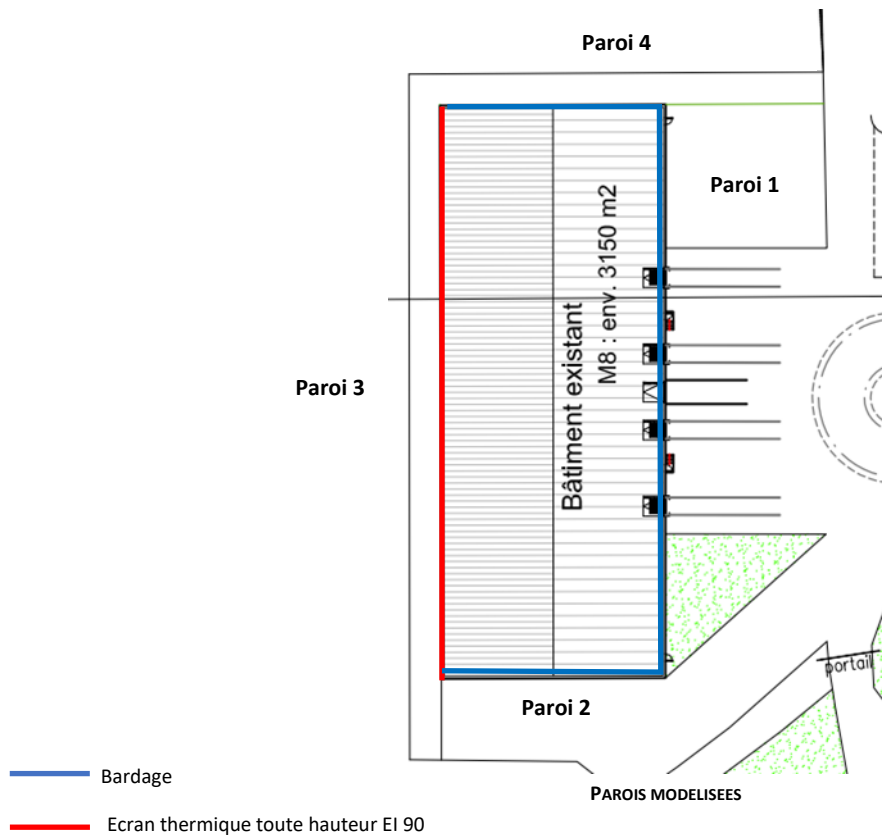 Paroi 4
Paroi 1
Bâtiment existant
M8 : env. 3150 m2
Paroi 3
portail
Paroi 2
Bardage
PAROIS MODELISEES
Ecran thermique toute hauteur EI 90